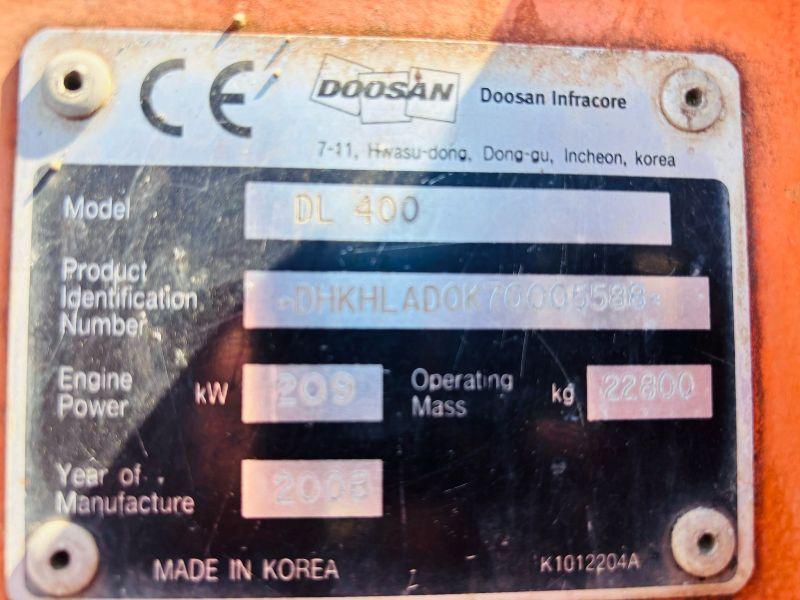 CE DOOSAN Doosan Infracore
7-11, Hwasu-dong, Dong-gu, Incheon, korea
Model DL 400
Product
Identification
Number
Engine
Power kW 209 Operating
Mass kg 22800
Year of
Manufacture
MADE IN KOREA K1012204A